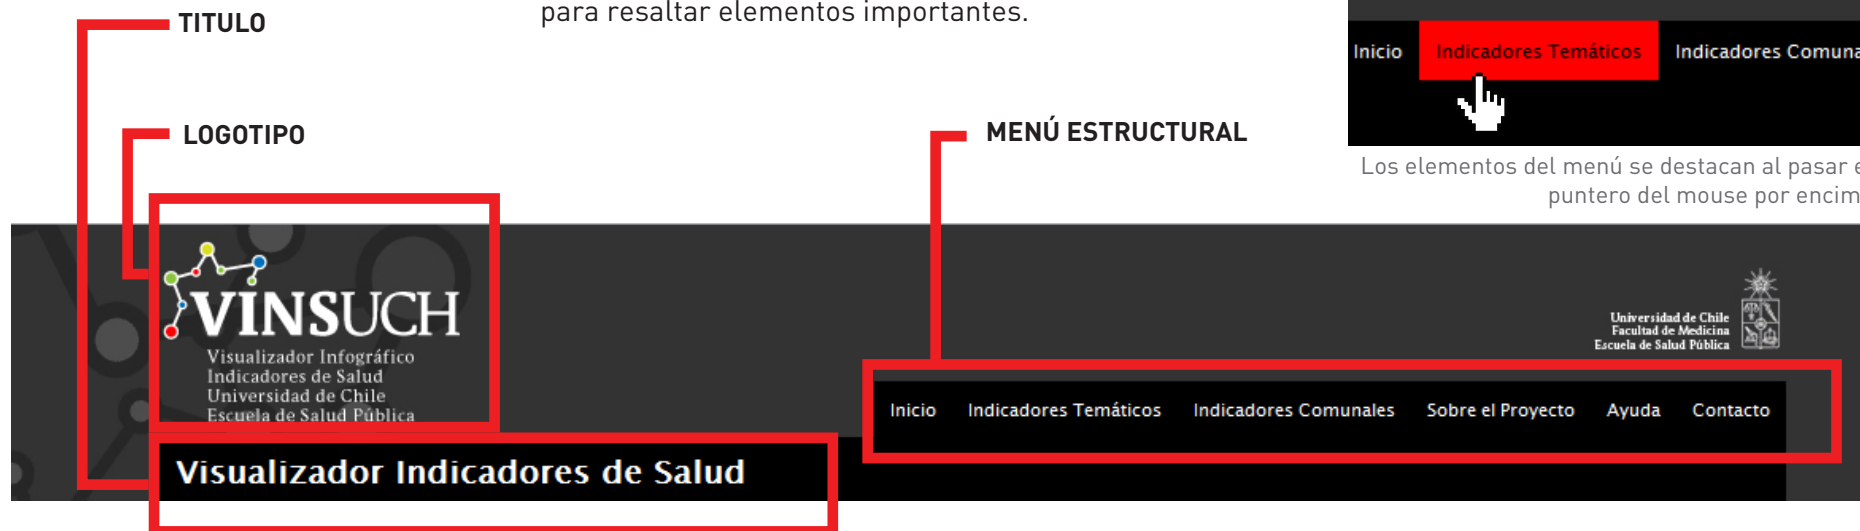 para resaltar elementos importantes.
TITULO
Inicio Indicadores Temáticos Indicadores
LOGOTIPO
MENÚ ESTRUCTURAL
Los elementos del menú se destacan al pasar
puntero del mouse por
VINSUCH
Visualizador Infográfico
Indicadores de Salud
Universidad de Chile
Escuela de Salud Pública
Universidad de Chile
Facultad de Medicina
Escuela de Salud Pública
Inicio Indicadores Temáticos Indicadores Comunales Sobre el Proyecto Ayuda Contacto
Visualizador Indicadores de Salud